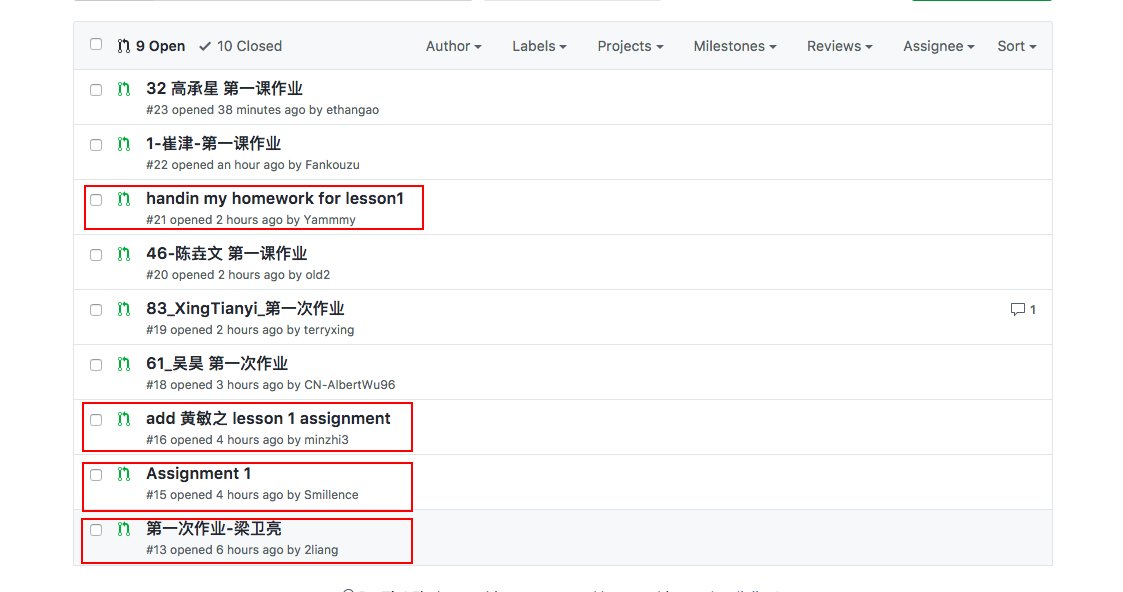 9 Open 10 Closed Author Labels Projects Milestones Reviews Assignee Sort
32 高承星 第一课作业
#23 opened 38 minutes ago by ethangao
1-崔津-第一课作业
#22 opened an hour ago by Fankouzu
handin my homework for lesson1
#21 opened 2 hours ago by Yammmy
46-陈垚文 第一课作业
#20 opened 2 hours ago by old2
83_XingTianyi_第一次作业
1
#19 opened 2 hours ago by terryxing
61_吴昊 第一次作业
#18 opened 3 hours ago by CN-AlbertWu96
add 黄敏之 lesson 1 assignment
#16 opened 4 hours ago by minzhi3
Assignment 1
#15 opened 4 hours ago by Smillence
第一次作业-梁卫亮
#13 opened 6 hours ago by 2liang